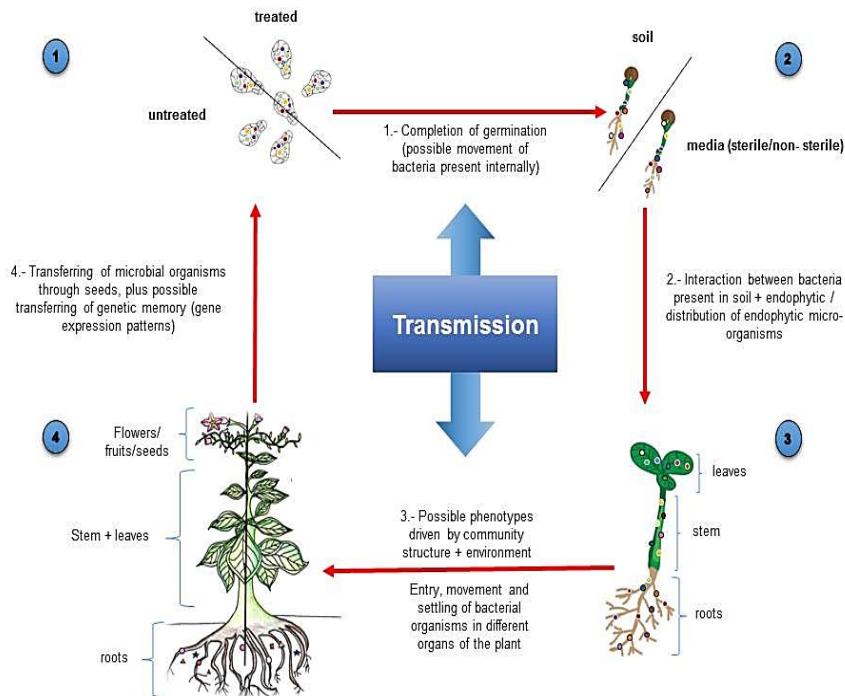 1
treated
untreated
1.- Completion of germination
(possible movement of
bacteria present internally)
soil
2
media (sterile/non- sterile)
4.- Transferring of microbial organisms
through seeds, plus possible
transferring of genetic memory (gene
expression patterns)
Transmission
2.- Interaction between bacteria
present in soil + endophytic /
distribution of endophytic micro-
organisms
4
Flowers/
fruits/seeds
Stem + leaves
roots
3.- Possible phenotypes
driven by community
structure + environment
Entry, movement and
settling of bacterial
organisms in different
organs of the plant
3
leaves
stem
roots